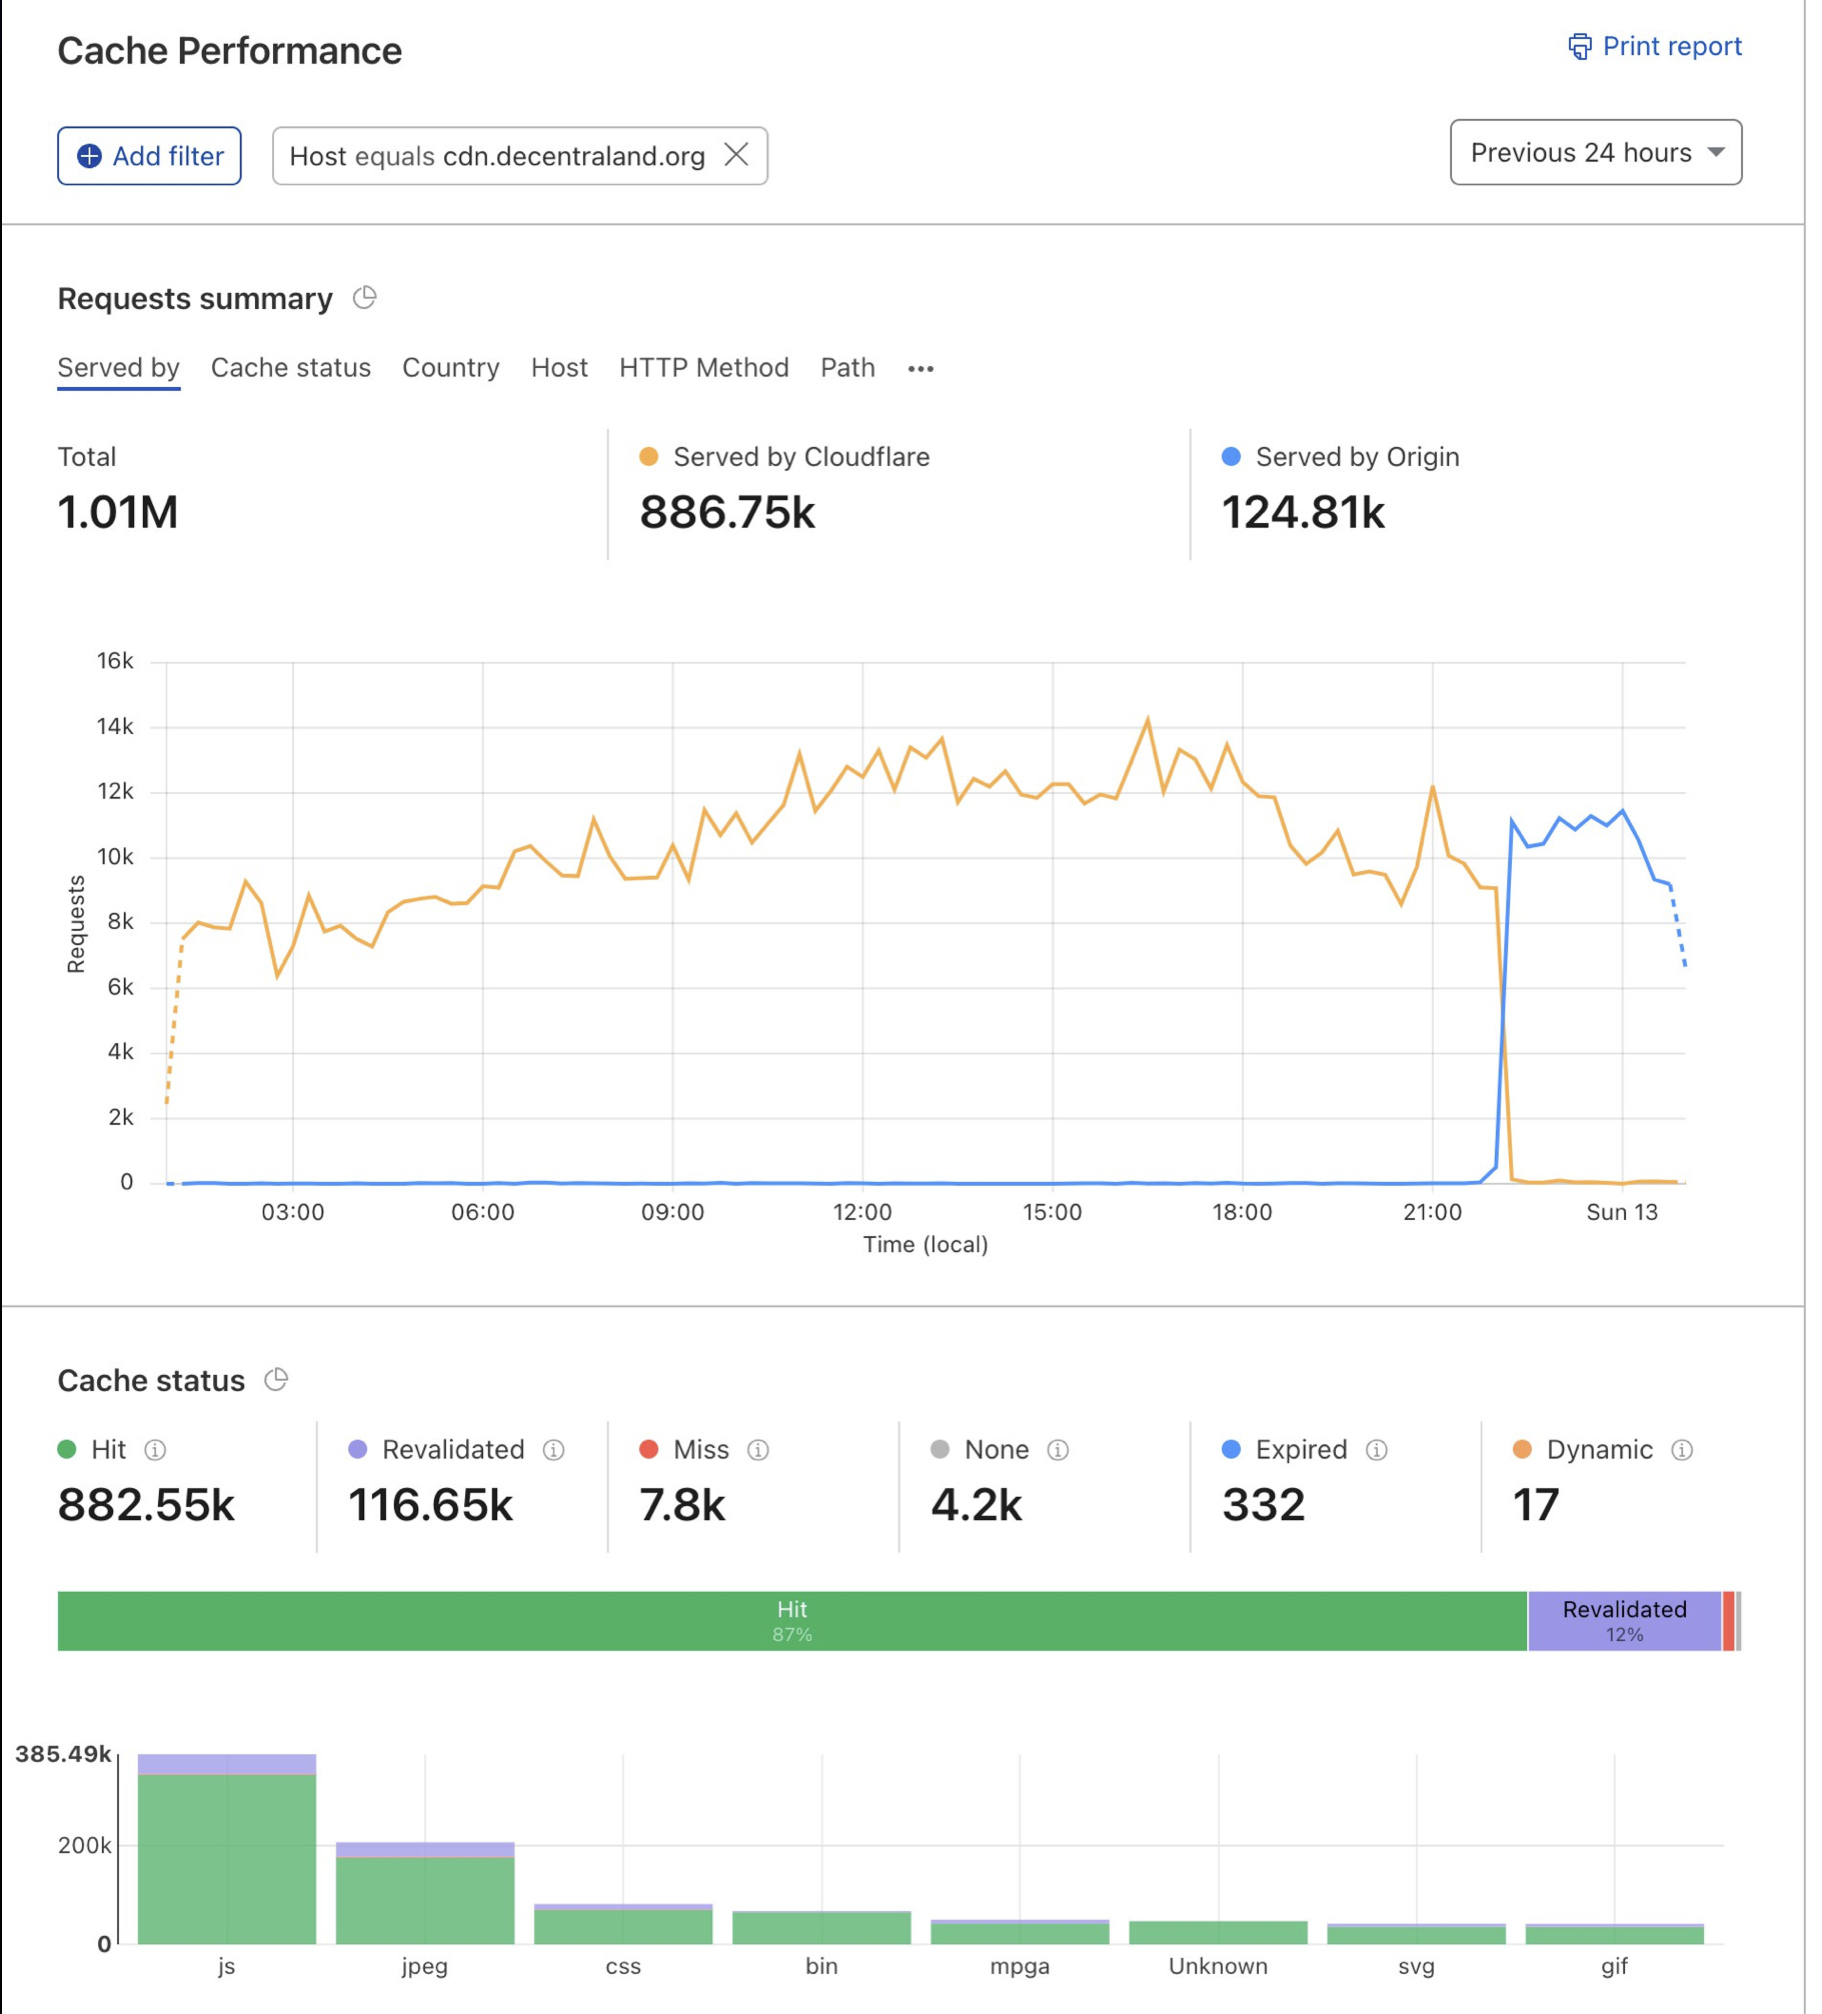 Cache Performance
Print report
Add filter
Host equals cdn.decentraland.org
Previous 24 hours
Requests summary
Served by Cache status Country Host HTTP Method Path •••
Total
1.01M
Served by Cloudflare
886.75k
Served by Origin
124.81k
16k
14k
12k
10k
8k
6k
4k
2k
0
Requests
03:00 06:00 09:00 12:00 15:00 18:00 21:00 Sun 13
Time (local)
Cache status
Hit
882.55k
Revalidated
116.65k
Miss
7.8k
None
4.2k
Expired
332
Dynamic
17
Hit
87%
Revalidated
12%
385.49k
200k
0
js jpeg css bin mpga Unknown svg gif